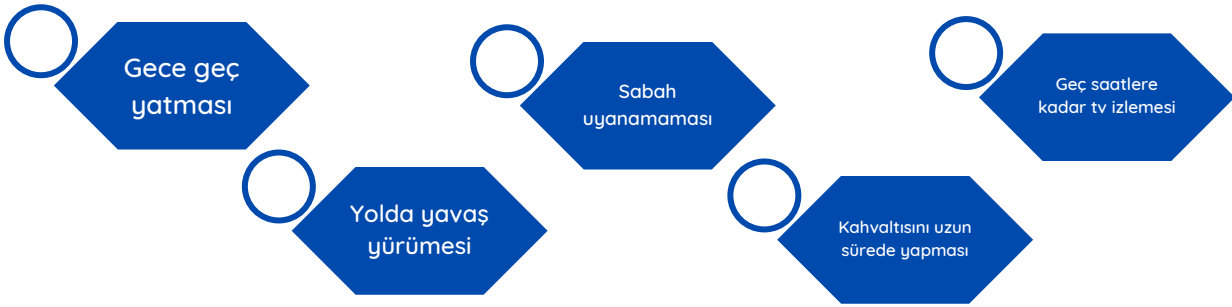 Gece geç
yatması
Yolda yavaş
yürümesi
Sabah
uyanamaması
Kahvaltısını uzun
sürede yapması
Geç saatlere
kadar tv izlemesi